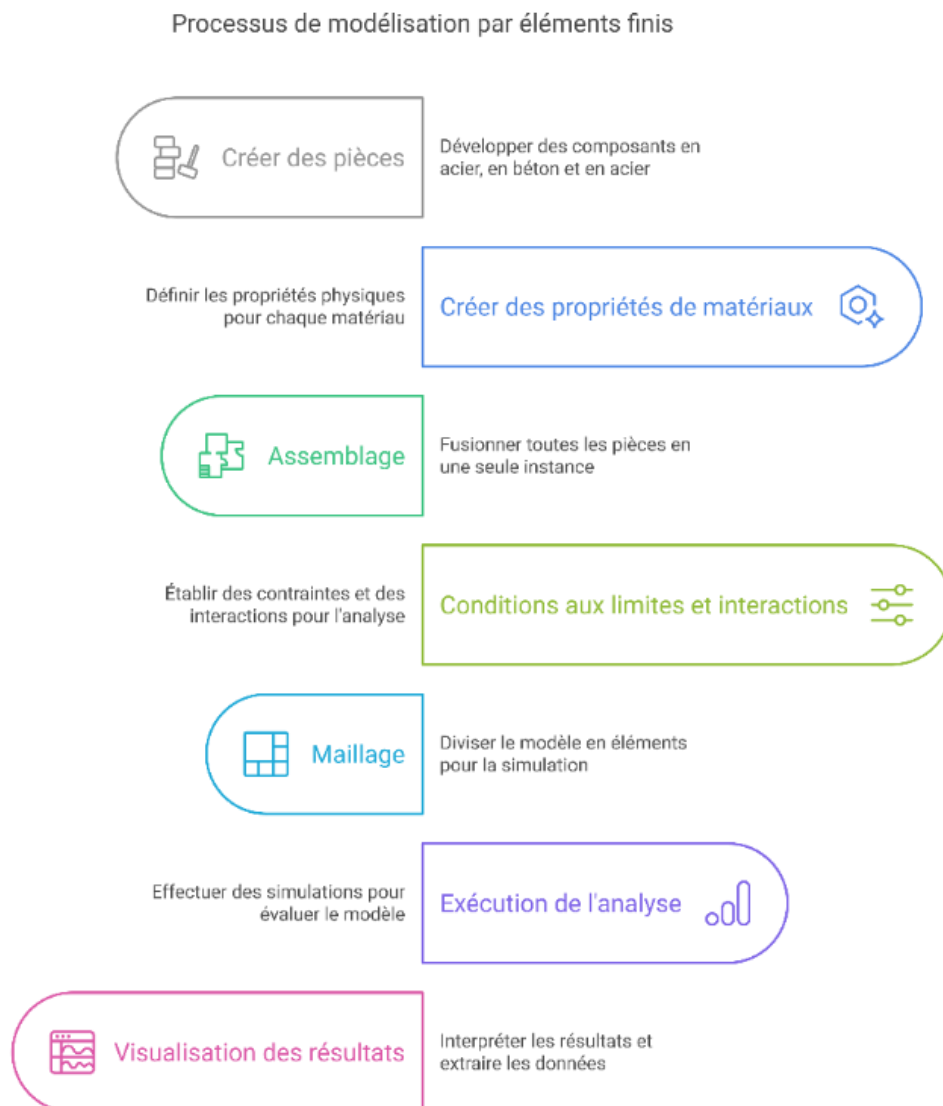 Processus de modélisation par éléments finis
Créer des pièces
Développer des composants en
acier, en béton et en acier
Définir les propriétés physiques
pour chaque matériau
Créer des propriétés de matériaux
Assemblage
Fusionner toutes les pièces en
une seule instance
Établir des contraintes et des
interactions pour l'analyse
Conditions aux limites et interactions
Maillage
Diviser le modèle en éléments
pour la simulation
Effectuer des simulations pour
évaluer le modèle
Exécution de l'analyse
Visualisation des résultats
Interpréter les résultats et
extraire les données